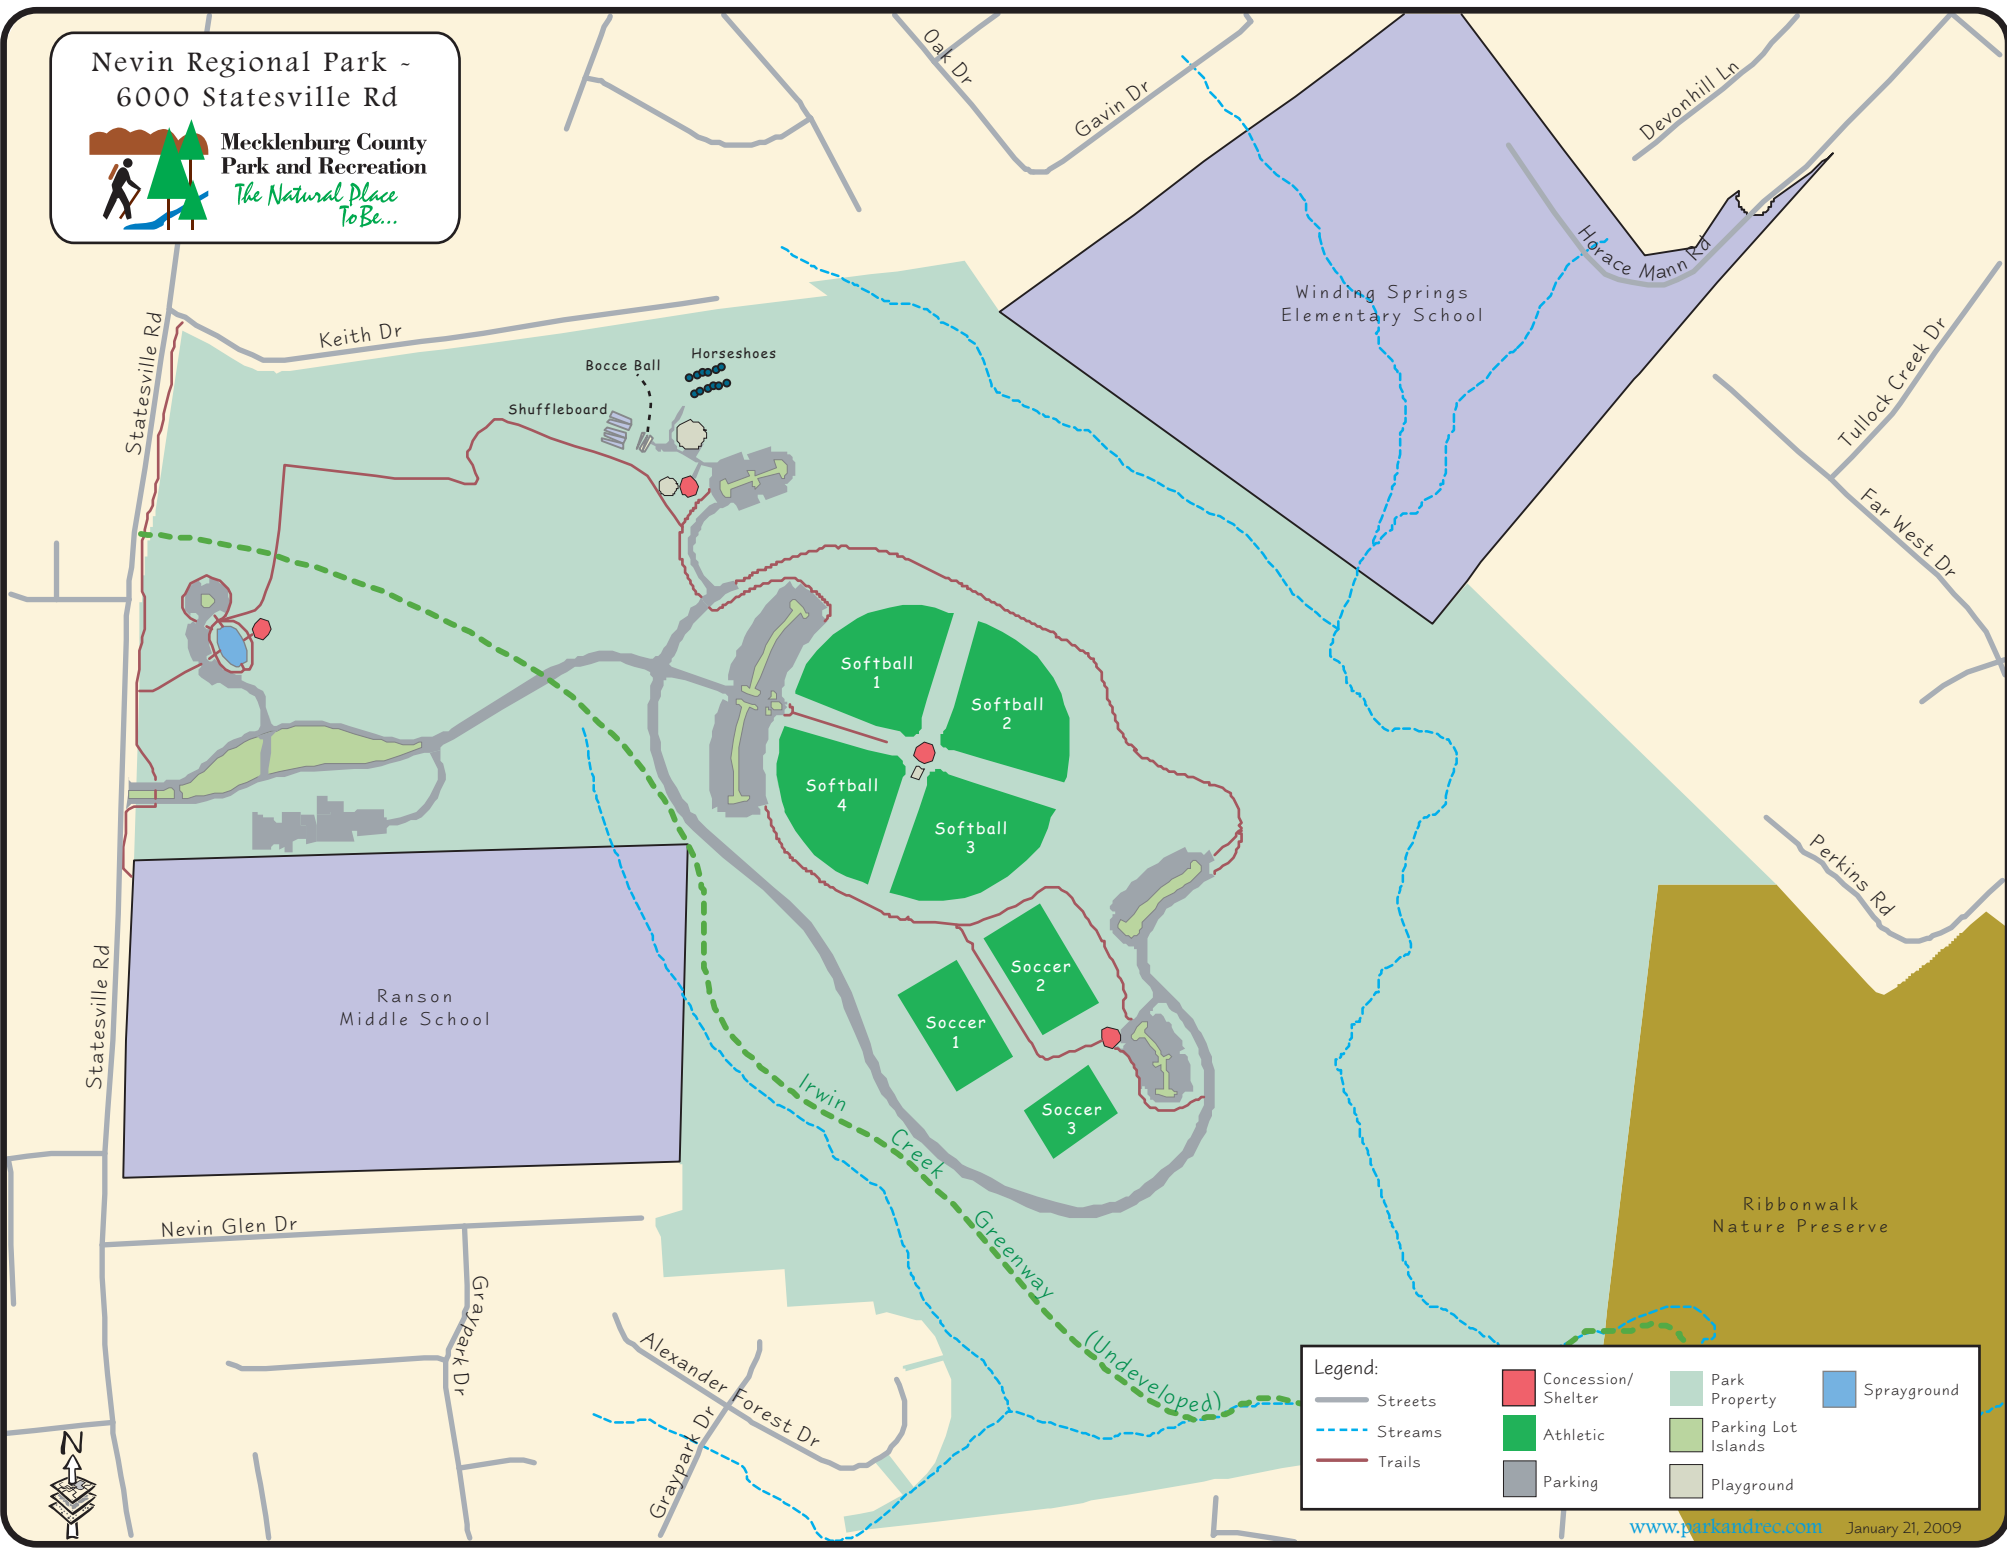 Nevin Regional Park -
6000 Statesville Rd
Mecklenburg County
Park and Recreation
The Natural Place
To Be...
Oak Dr
Gavin Dr
Devonhill Ln
Horace Mann Rd
Winding Springs
Elementary School
Tullock Creek Dr
Far West Dr
Perkins Rd
Statesville Rd
Keith Dr
Bocce Ball
Horseshoes
Shuffleboard
Softball
1
Softball
2
Softball
4
Softball
3
Soccer
2
Soccer
1
Soccer
3
Ranson
Middle School
Statesville Rd
Irwin Creek Greenway (Undeveloped)
Ribbonwalk
Nature Preserve
Nevin Glen Dr
Graypark Dr
Alexander Forest Dr
Graypark Dr
N
Legend:
Streets
Streams
Trails
Concession/
Shelter
Athletic
Parking
Park
Property
Parking Lot
Islands
Playground
Sprayground
www.parkandrec.com
January 21, 2009